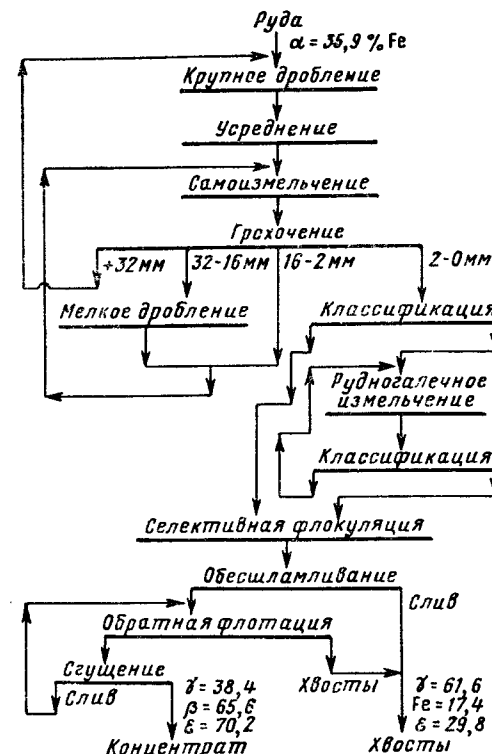 Руда
α = 35,9 % Fe
Крупное дробление
Усреднение
Самоизмельчение
Грохочение
+32мм 32-16мм 16-2мм 2-0мм
Мелкое дробление
Классификация
Рудногалечное
измельчение
Классификация
Селективная флокуляция
Обесшламливание
Слив
Обратная флотация
Сгущение
Слив
γ = 38,4
β = 65,6
ε = 70,2
Концентрат
Хвосты
γ = 61,6
Fe = 17,4
ε = 29,8
Хвосты